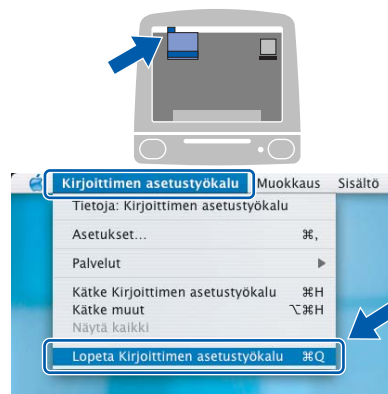 Kirjoittimen asetustyökalu Muokkaus Sisältö
Tietoja: Kirjoittimen asetustyökalu
Asetukset... ⌘,
Palvelut ▶
Kätke Kirjoittimen asetustyökalu ⌘H
Kätke muut ⌥⌘H
Näytä kaikki
Lopeta Kirjoittimen asetustyökalu ⌘Q